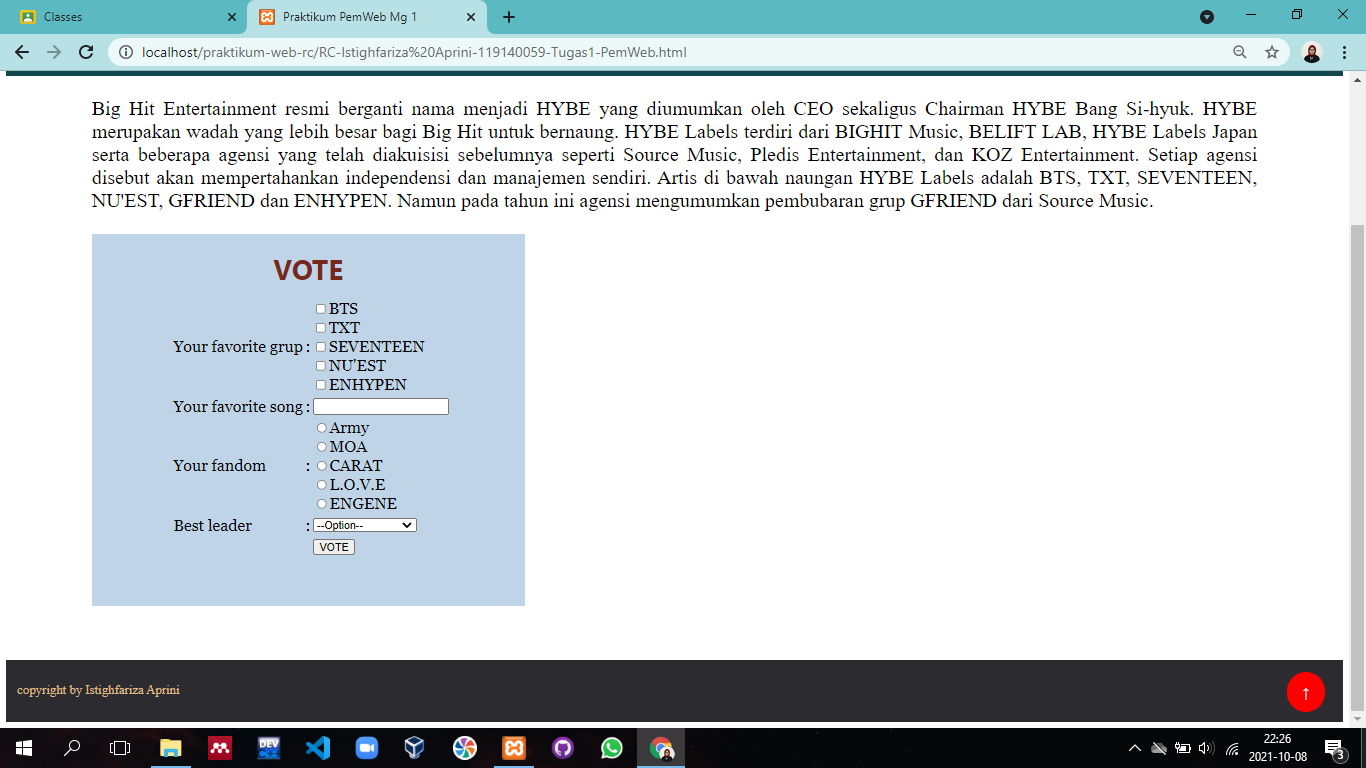 Classes
Praktikum PemWeb Mg 1
localhost/praktikum-web-rc/RC-Istighfariza%20Aprini-119140059-Tugas1-PemWeb.html
Big Hit Entertainment resmi berganti nama menjadi HYBE yang diumumkan oleh CEO sekaligus Chairman HYBE Bang Si-hyuk. HYBE
merupakan wadah yang lebih besar bagi Big Hit untuk bernaung. HYBE Labels terdiri dari BIGHIT Music, BELIFT LAB, HYBE Labels Japan
serta beberapa agensi yang telah diakuisisi sebelumnya seperti Source Music, Pledis Entertainment, dan KOZ Entertainment. Setiap agensi
disebut akan mempertahankan independensi dan manajemen sendiri. Artis di bawah naungan HYBE Labels adalah BTS, TXT, SEVENTEEN,
NU'EST, GFRIEND dan ENHYPEN. Namun pada tahun ini agensi mengumumkan pembubaran grup GFRIEND dari Source Music.
VOTE
BTS
TXT
Your favorite grup : SEVENTEEN
NU'EST
ENHYPEN
Your favorite song :
Army
MOA
Your fandom : CARAT
L.O.V.E
ENGENE
Best leader : --Option--
VOTE
copyright by Istighfariza Aprini
↑
DEV
22:26
2021-10-08
3